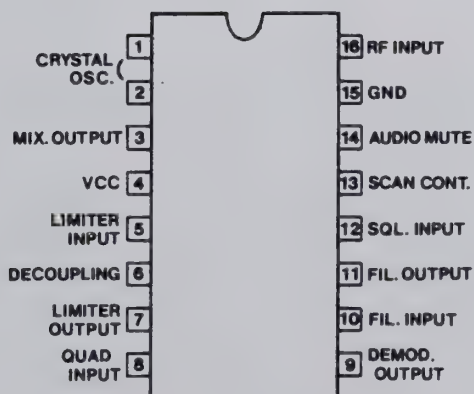 CRYSTAL
OSC.
1
2
MIX. OUTPUT 3
VCC 4
LIMITER
INPUT 5
DECOUPLING 6
LIMITER
OUTPUT 7
QUAD
INPUT 8
16 RF INPUT
15 GND
14 AUDIO MUTE
13 SCAN CONT.
12 SQL. INPUT
11 FIL. OUTPUT
10 FIL. INPUT
9 DEMOD.
OUTPUT